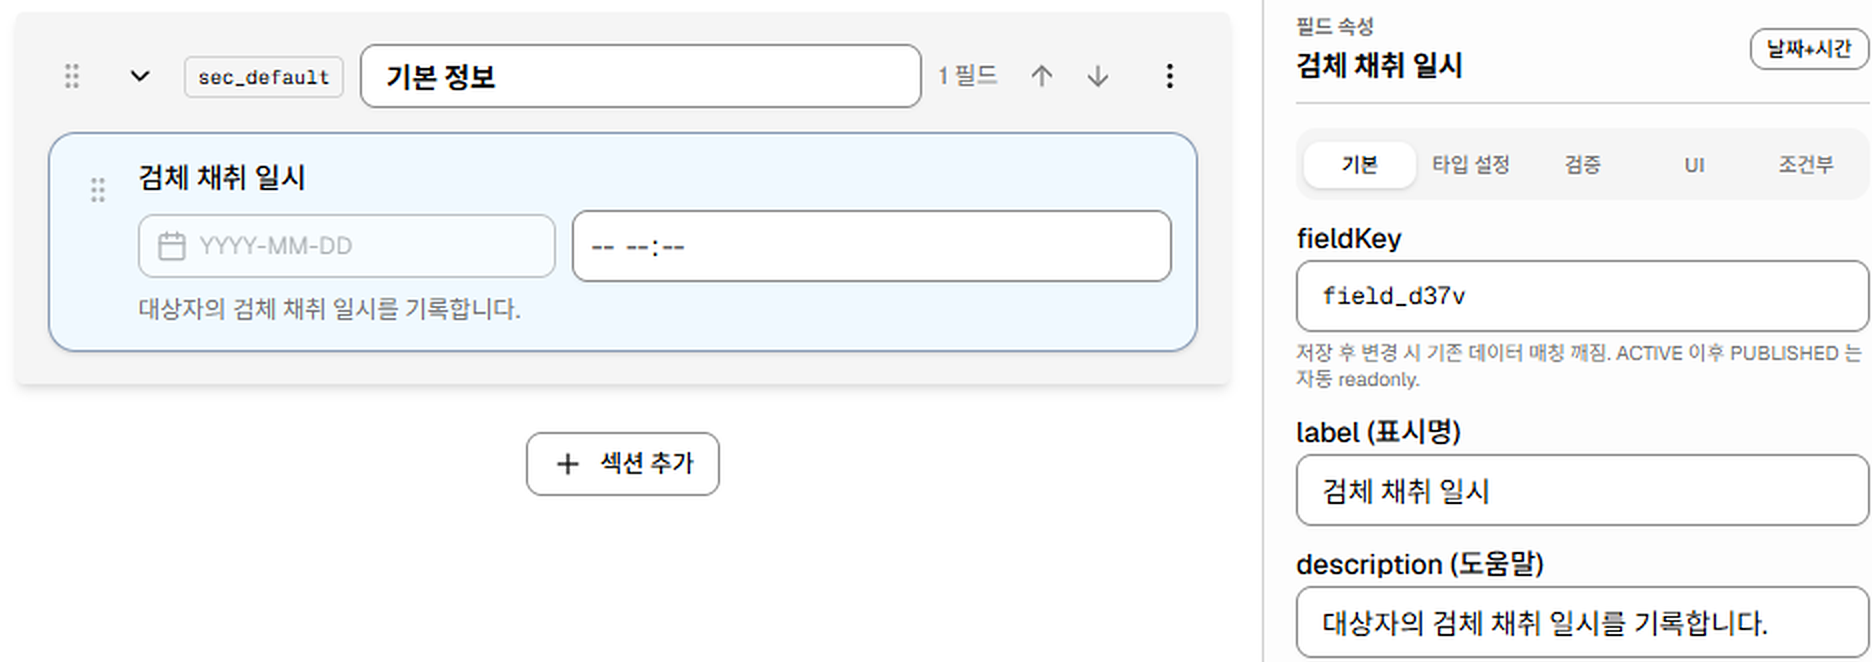 sec_default
기본 정보
1 필드
검체 채취 일시
YYYY-MM-DD
-- --:--
대상자의 검체 채취 일시를 기록합니다.
섹션 추가
필드 속성
검체 채취 일시
날짜+시간
기본 타입 설정 검증 UI 조건부
fieldKey
field_d37v
저장 후 변경 시 기존 데이터 매칭 깨짐. ACTIVE 이후 PUBLISHED 는
자동 readonly.
label (표시명)
검체 채취 일시
description (도움말)
대상자의 검체 채취 일시를 기록합니다.